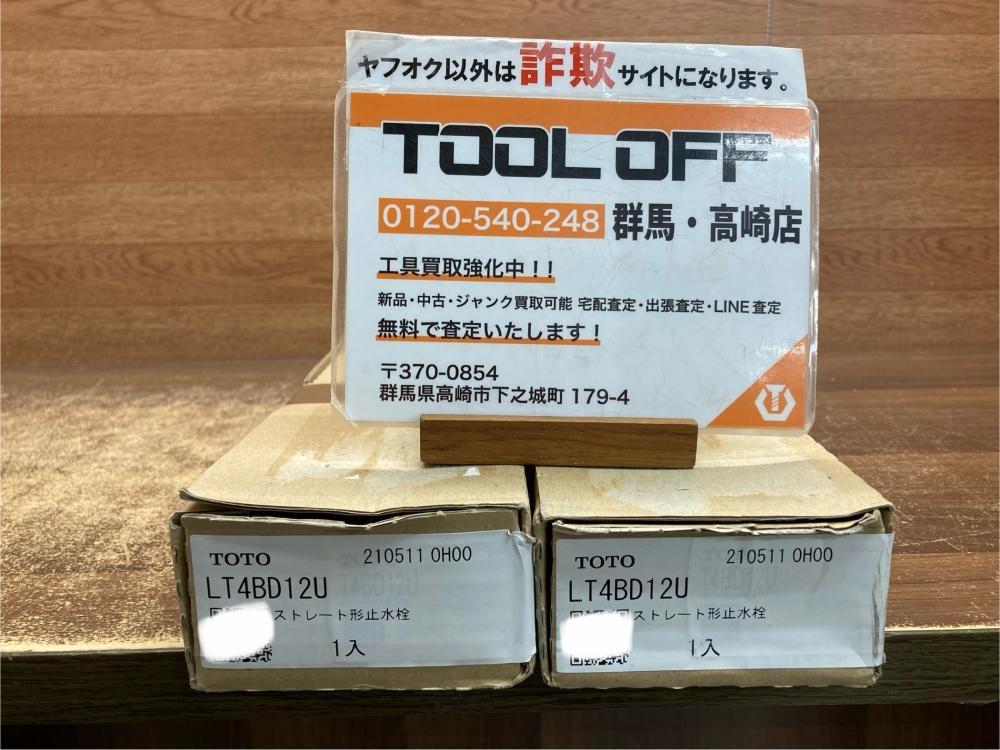 ヤフオク以外は詐欺サイトになります。
TOOL OFF
0120-540-248 群馬・高崎店
工具買取強化中！！
新品・中古・ジャンク買取可能 宅配査定・出張査定・LINE査定
無料で査定いたします！
〒370-0854
群馬県高崎市下之城町179-4
TOTO 210511 0H00
LT4BD12U
ストレート形止水栓
1入
TOTO 210511 0H00
LT4BD12U
ストレート形止水栓
1入